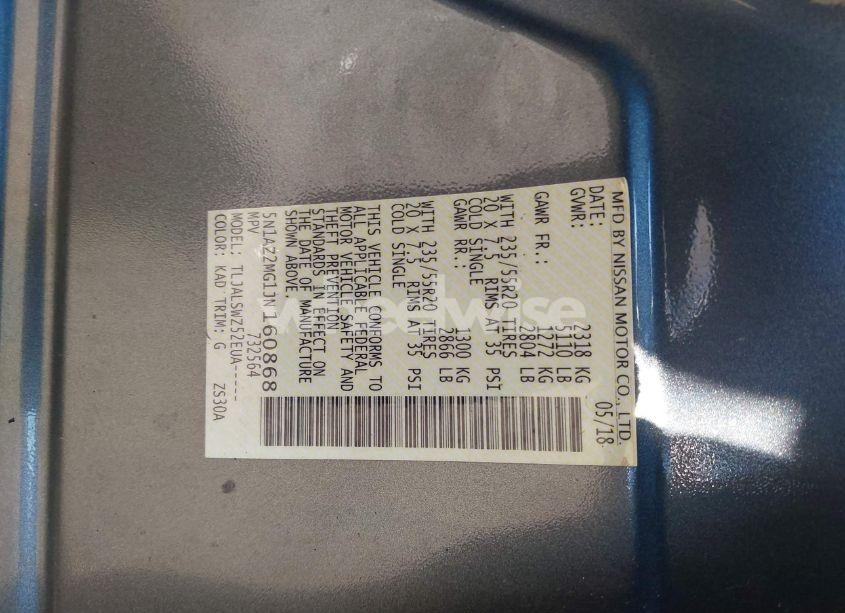 MFD BY NISSAN MOTOR CO., LTD.
DATE: 05/18
GVWR: 2318 KG
5110 LB
GAWR FR.: 1272 KG
2804 LB
WITH 235/55R20 TIRES
20 X 7.5 RIMS AT 35 PSI
COLD SINGLE
GAWR RR.: 1300 KG
2866 LB
WITH 235/55R20 TIRES
20 X 7.5 RIMS AT 35 PSI
COLD SINGLE
THIS VEHICLE CONFORMS TO
ALL APPLICABLE FEDERAL
MOTOR VEHICLE SAFETY AND
THEFT PREVENTION
STANDARDS IN EFFECT ON
THE DATE OF MANUFACTURE
SHOWN ABOVE.
5N1AZ2MG1JN160868
MPV 732564
MODEL: TLJALSWZ52EUA-----
COLOR: KAD TRIM: G ZS30A
wheelwise